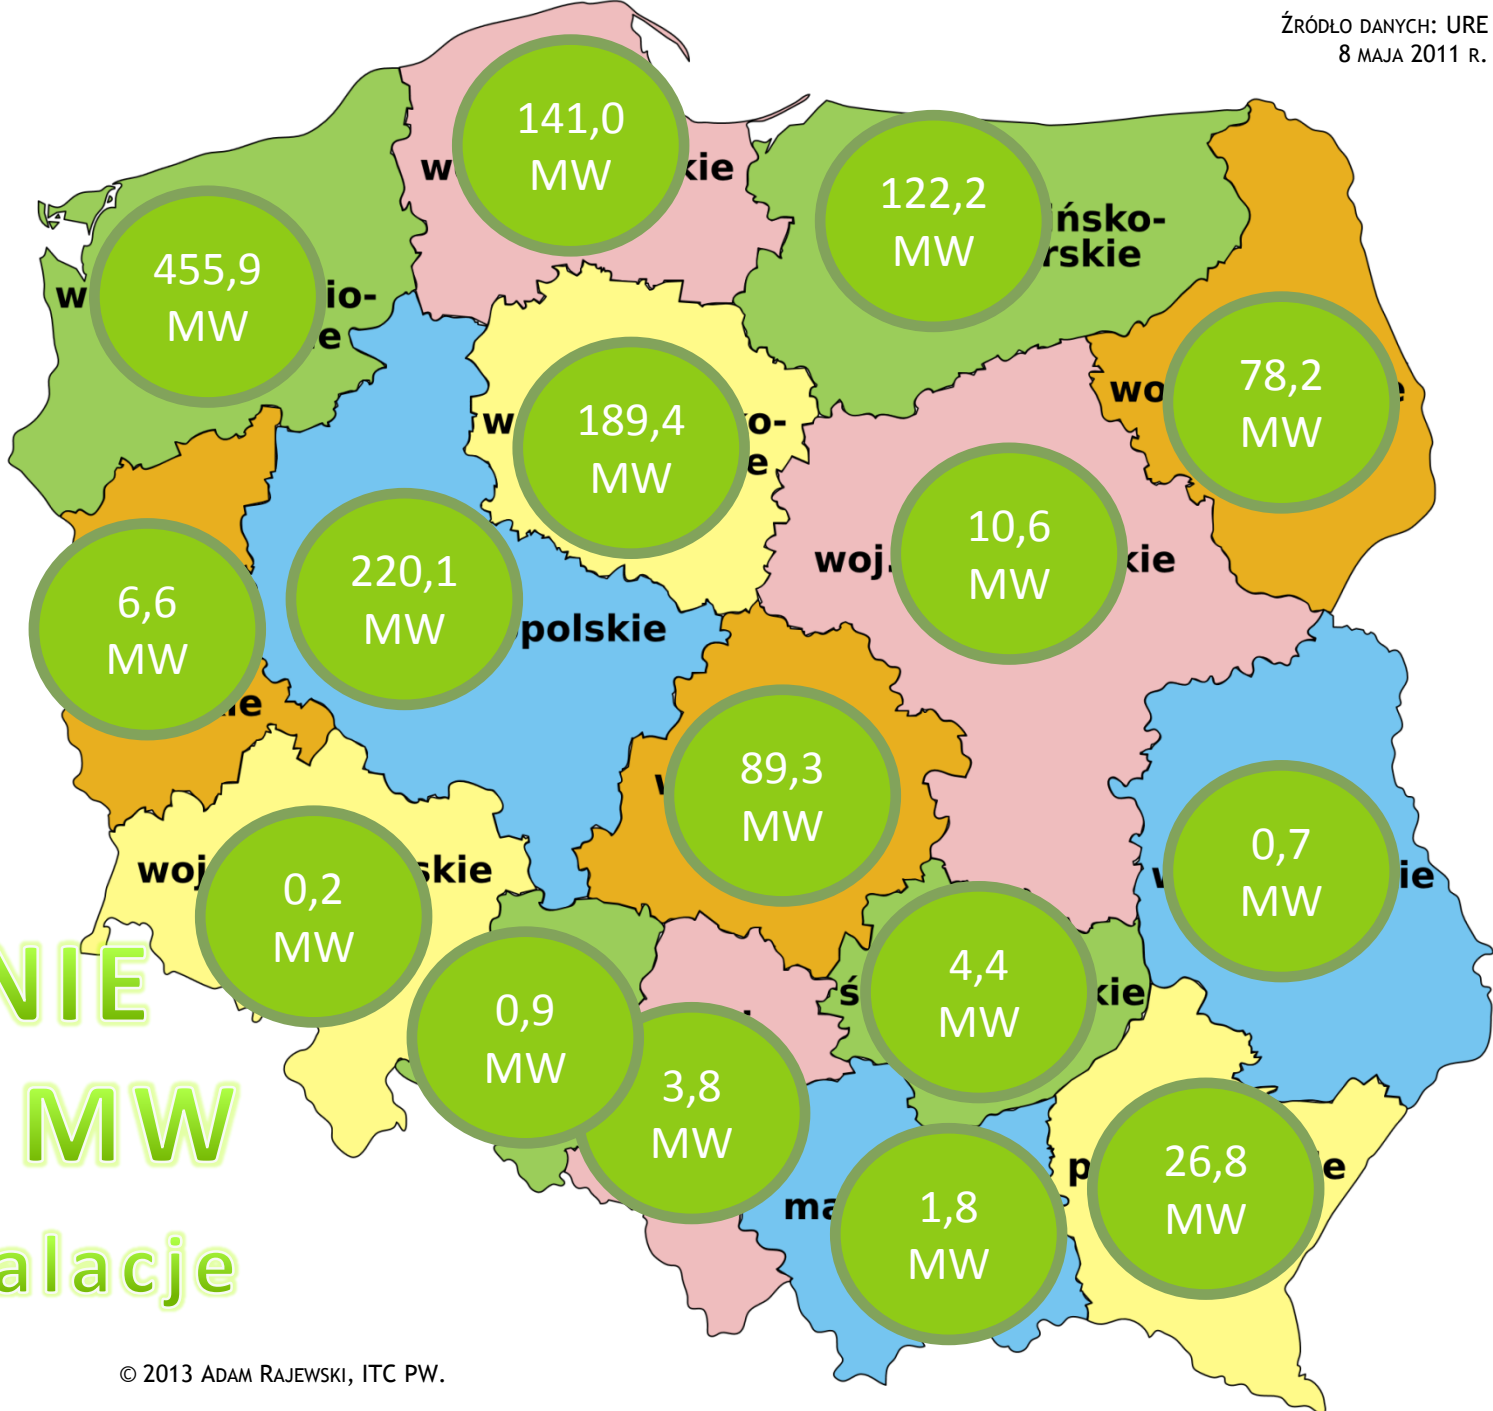 ŹRÓDŁO DANYCH: URE
8 MAJA 2011 R.
141,0
MW
kie
122,2
MW
ińsko-
rskie
455,9
MW
w
io-
e
78,2
MW
wo
189,4
MW
w
o-
e
10,6
MW
woj.
kie
220,1
MW
polskie
6,6
MW
ie
89,3
MW
0,7
MW
ie
0,2
MW
woj
skie
4,4
MW
ś
kie
0,9
MW
3,8
MW
26,8
MW
p
e
1,8
MW
ma
NIE
MW
alacje
© 2013 ADAM RAJEWSKI, ITC PW.